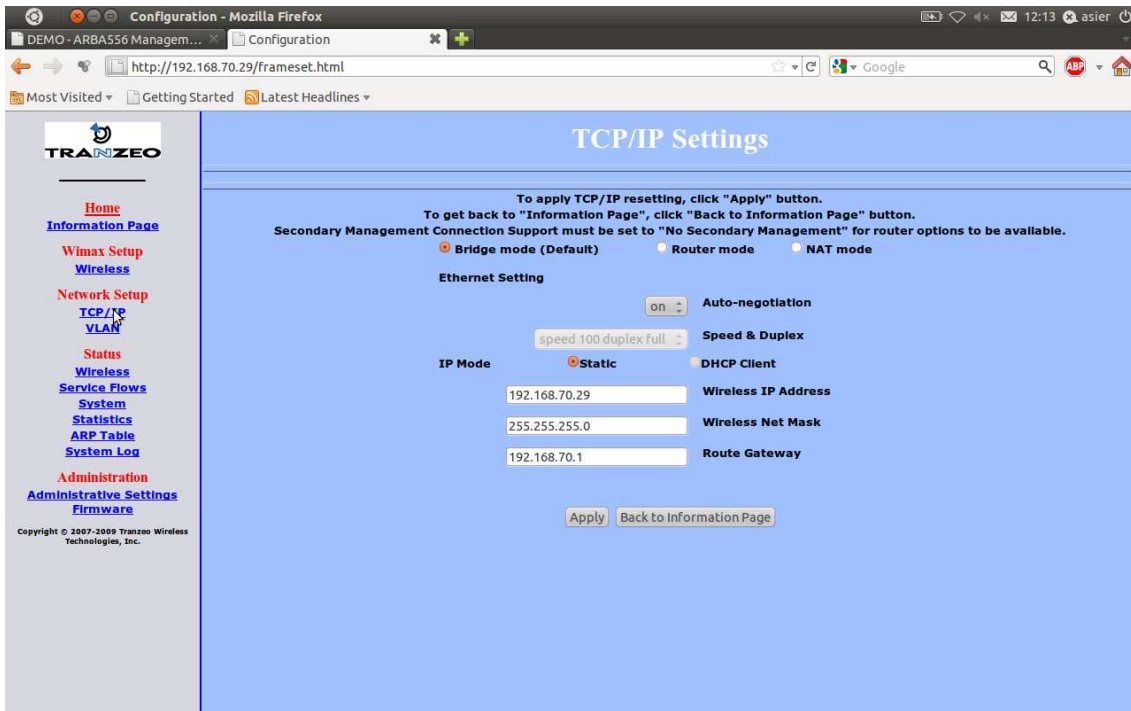 Configuration - Mozilla Firefox
12:13 asier
DEMO - ARBA556 Managem...
Configuration
http://192.168.70.29/frameset.html
Google
ABP
Most Visited
Getting Started
Latest Headlines
TRANZEO
Home
Information Page
Wimax Setup
Wireless
Network Setup
TCP/IP
VLAN
Status
Wireless
Service Flows
System
Statistics
ARP Table
System Log
Administration
Administrative Settings
Firmware
Copyright © 2007-2009 Tranzeo Wireless
Technologies, Inc.
TCP/IP Settings
To apply TCP/IP resetting, click "Apply" button.
To get back to "Information Page", click "Back to Information Page" button.
Secondary Management Connection Support must be set to "No Secondary Management" for router options to be available.
Bridge mode (Default) Router mode NAT mode
Ethernet Setting
on Auto-negotiation
speed 100 duplex full Speed & Duplex
IP Mode Static DHCP Client
192.168.70.29 Wireless IP Address
255.255.255.0 Wireless Net Mask
192.168.70.1 Route Gateway
Apply Back to Information Page